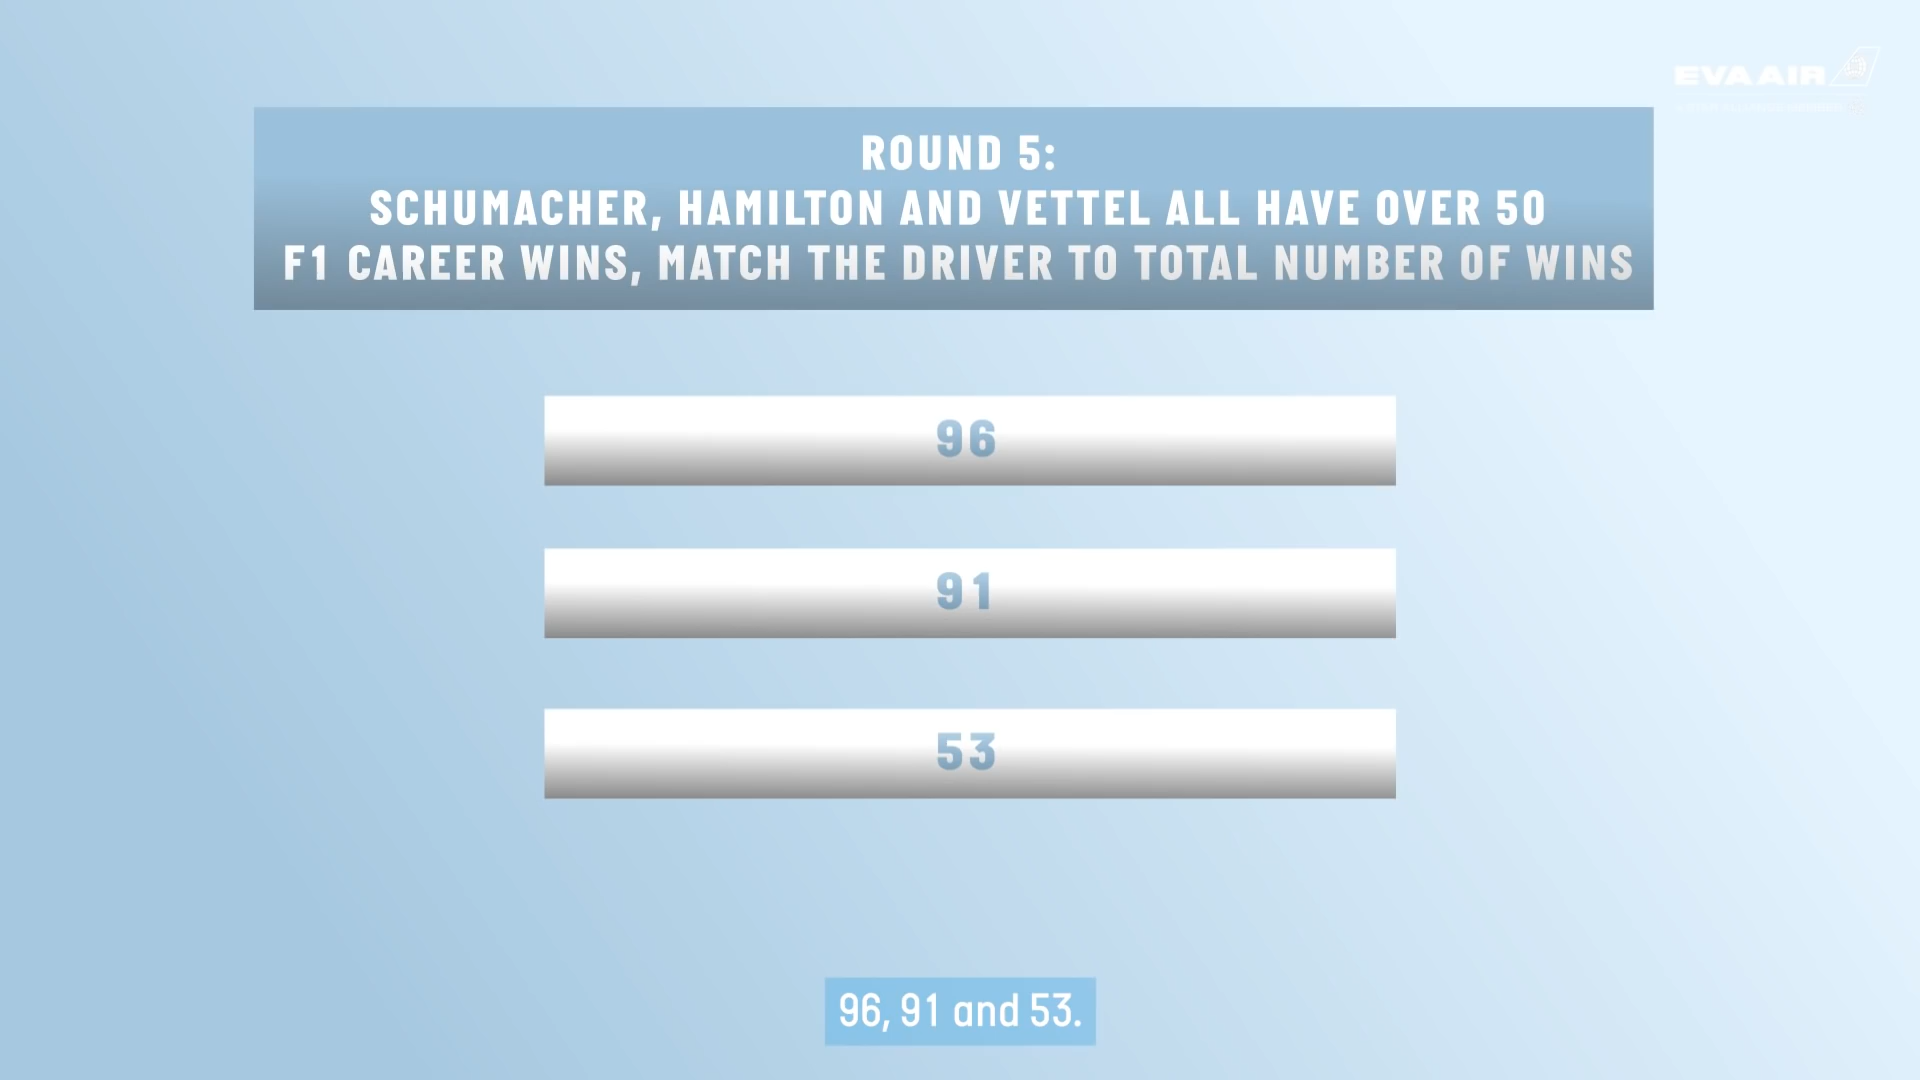 EVA AIR
ROUND 5:
SCHUMACHER, HAMILTON AND VETTEL ALL HAVE OVER 50
F1 CAREER WINS, MATCH THE DRIVER TO TOTAL NUMBER OF WINS
96
91
53
96, 91 and 53.